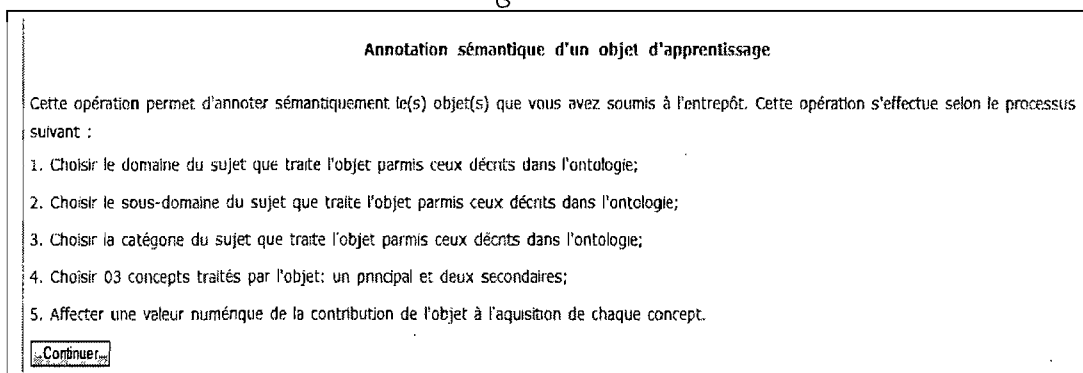 Annotation sémantique d'un objet d'apprentissage
Cette opération permet d'annoter sémantiquement le(s) objet(s) que vous avez soumis à l'entrepôt. Cette opération s'effectue selon le processus
suivant :
1. Choisir le domaine du sujet que traite l'objet parmis ceux décrits dans l'ontologie;
2. Choisir le sous-domaine du sujet que traite l'objet parmis ceux décrits dans l'ontologie;
3. Choisir la catégorie du sujet que traite l'objet parmis ceux décrits dans l'ontologie;
4. Choisir 03 concepts traités par l'objet: un principal et deux secondaires;
5. Affecter une valeur numérique de la contribution de l'objet à l'aquisition de chaque concept.
Continuer